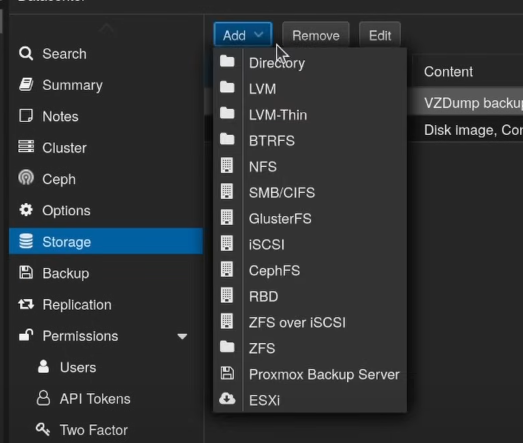 Datacenter
Add
Remove
Edit
Search
Summary
Notes
Cluster
Ceph
Options
Storage
Backup
Replication
Permissions
Users
API Tokens
Two Factor
Directory
LVM
LVM-Thin
BTRFS
NFS
SMB/CIFS
GlusterFS
iSCSI
CephFS
RBD
ZFS over iSCSI
ZFS
Proxmox Backup Server
ESXi
Content
VZDump backup
Disk image, Con